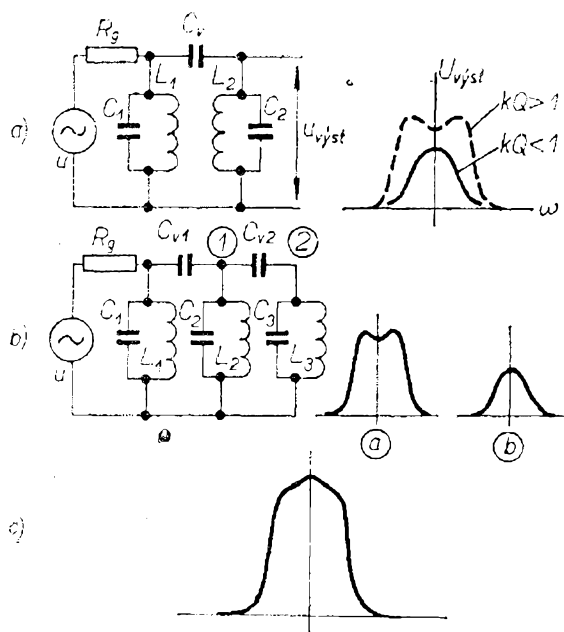 a)
R_g
C_v
L_1
L_2
C_1
C_2
u
u_výst
U_výst
kQ>1
kQ<1
ω
b)
R_g
C_v1
①
C_v2
②
C_1
L_1
C_2
L_2
C_3
L_3
u
ⓐ
ⓑ
c)